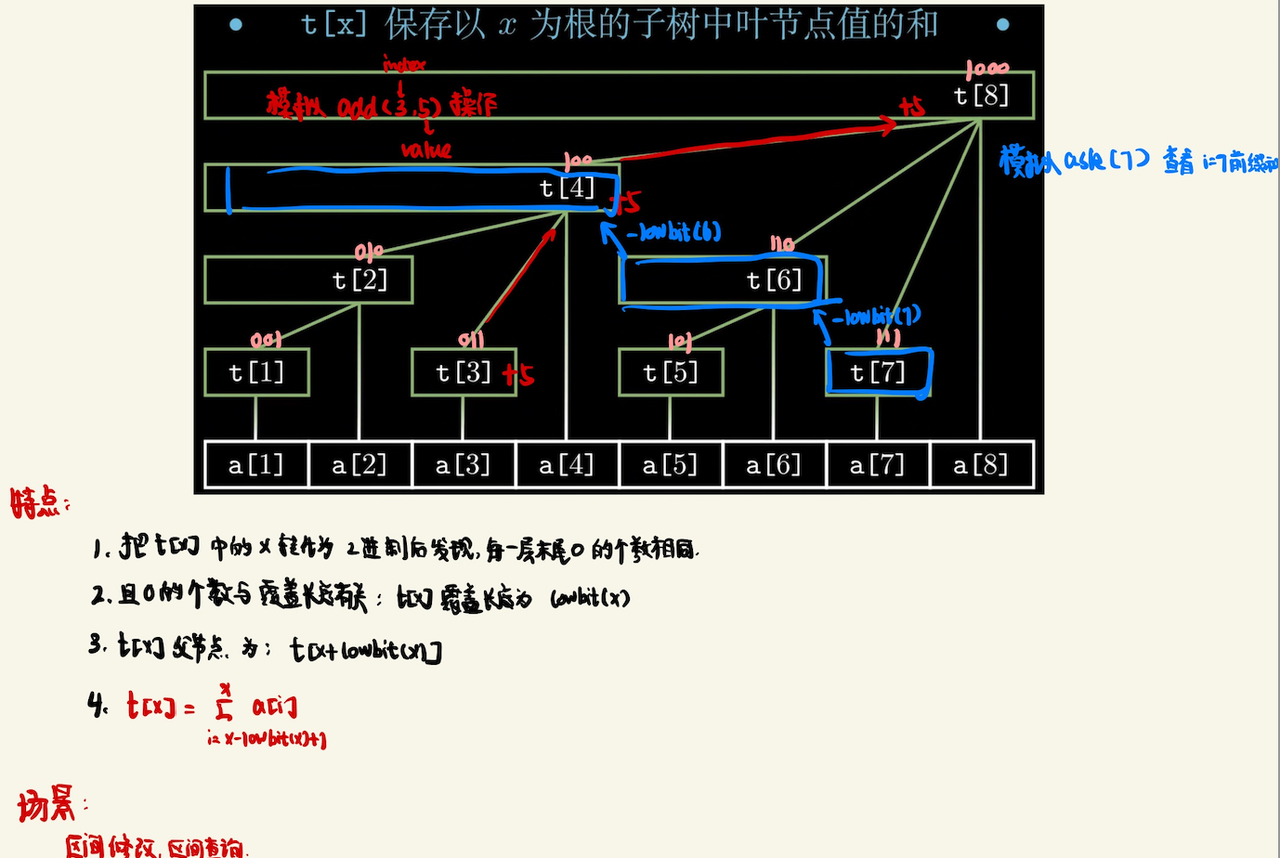 • t[x] 保存以 x 为根的子树中叶节点值的和 •
index
1000
模拟 add(3,5) 操作
+5
t[8]
value
100
模拟 ask(7) 查看 i=7前缀和
t[4]
+5
-lowbit(6)
010
110
t[2]
t[6]
-lowbit(7)
001
011
101
111
t[1]
t[3]
+5
t[5]
t[7]
a[1] a[2] a[3] a[4] a[5] a[6] a[7] a[8]
特点:
1. 把 t[x] 中的 x 转化为 2进制后发现, 每一层末尾0的个数相同.
2. 且0的个数与覆盖长度有关: t[x] 覆盖长度为 lowbit(x)
3. t[x] 父节点为: t[x+lowbit(x)]
4. t[x] = Σ a[i]
x
i=x-lowbit(x)+1
场景:
区间修改, 区间查询.